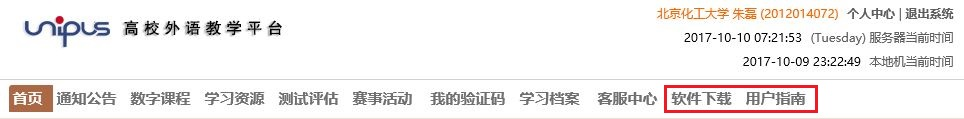 北京化工大学 朱磊 (2012014072) 个人中心 | 退出系统
unipus 高校外语教学平台
2017-10-10 07:21:53 (Tuesday) 服务器当前时间
2017-10-09 23:22:49 本地机当前时间
首页 通知公告 数字课程 学习资源 测试评估 赛事活动 我的验证码 学习档案 客服中心 软件下载 用户指南